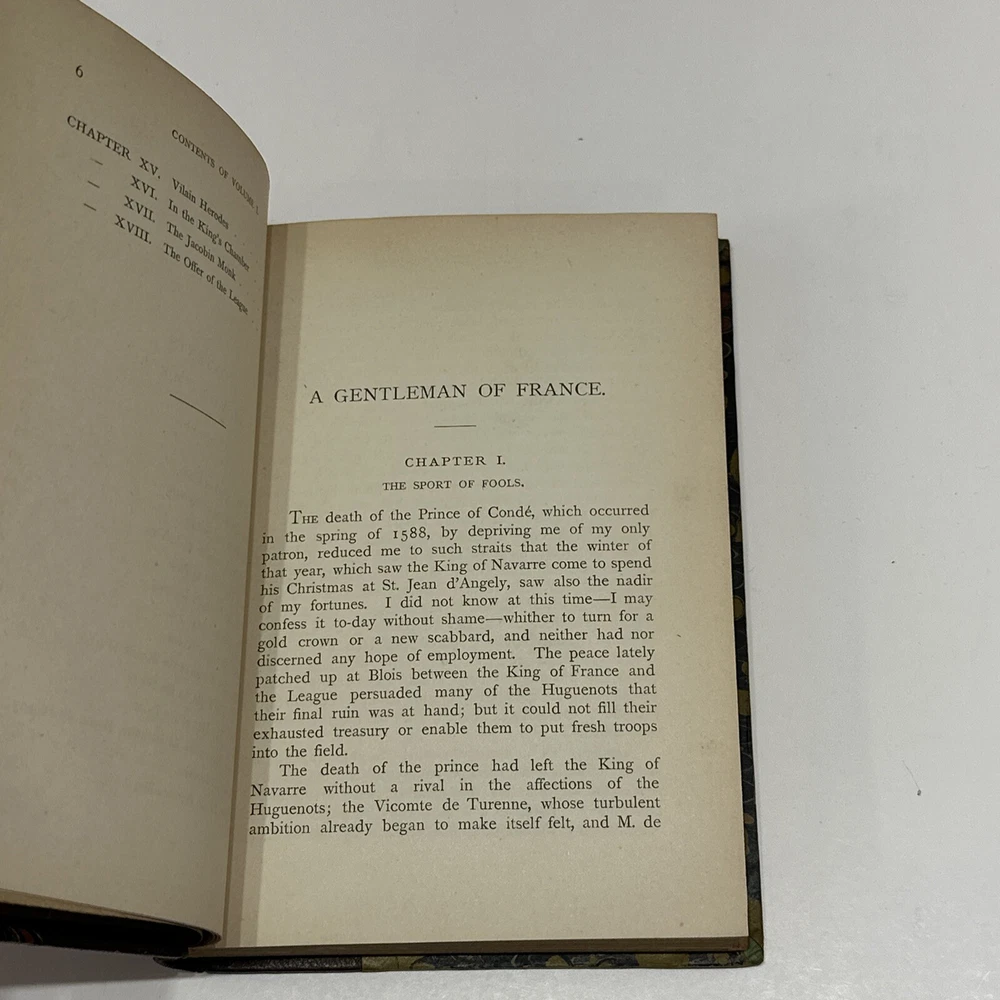 6
CONTENTS OF VOLUME I.
CHAPTER XV. Vilain Herodes
— XVI. In the King's Chamber
— XVII. The Jacobin Monk
— XVIII. The Offer of the League
A GENTLEMAN OF FRANCE.
CHAPTER I.
THE SPORT OF FOOLS.
THE death of the Prince of Condé, which occurred
in the spring of 1588, by depriving me of my only
patron, reduced me to such straits that the winter of
that year, which saw the King of Navarre come to spend
his Christmas at St. Jean d'Angely, saw also the nadir
of my fortunes. I did not know at this time—I may
confess it to-day without shame—whither to turn for a
gold crown or a new scabbard, and neither had nor
discerned any hope of employment. The peace lately
patched up at Blois between the King of France and
the League persuaded many of the Huguenots that
their final ruin was at hand; but it could not fill their
exhausted treasury or enable them to put fresh troops
into the field.
The death of the prince had left the King of
Navarre without a rival in the affections of the
Huguenots; the Vicomte de Turenne, whose turbulent
ambition already began to make itself felt, and M. de